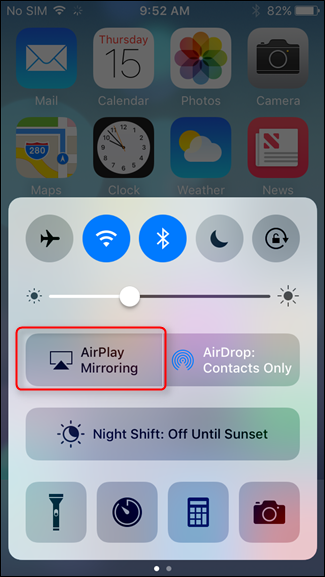 No SIM 9:52 AM 82%
Thursday
15
Mail Calendar Photos Camera
280
Maps Clock Weather News
AirPlay
Mirroring
AirDrop:
Contacts Only
Night Shift: Off Until Sunset